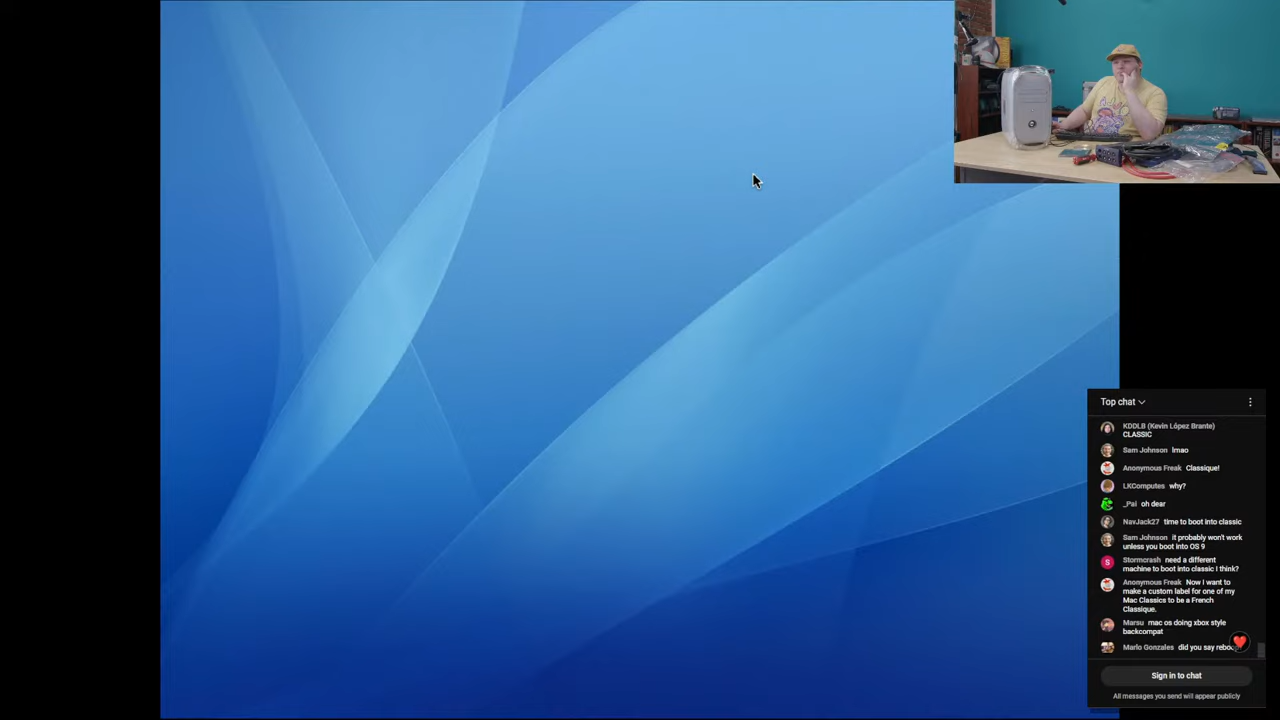 Top chat
KDDLB (Kevin López Brante)
CLASSIC
Sam Johnson lmao
Anonymous Freak Classique!
LKComputes why?
_Pai oh dear
NavJack27 time to boot into classic
Sam Johnson it probably won't work
unless you boot into OS 9
S
Stormcrash need a different
machine to boot into classic I think?
Anonymous Freak Now I want to
make a custom label for one of my
Mac Classics to be a French
Classique.
Marsu mac os doing xbox style
backcompat
Marlo Gonzales did you say
Sign in to chat
All messages you send will appear publicly